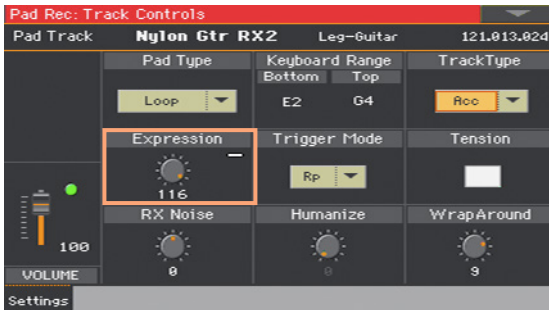 Pad Rec: Track Controls
Pad Track Nylon Gtr RX2 Leg-Guitar 121.013.024
Pad Type Keyboard Range TrackType
Bottom Top
Loop E2 G4 Acc
Expression Trigger Mode Tension
116 Rp
RX Noise Humanize WrapAround
100
VOLUME 0 0 9
Settings